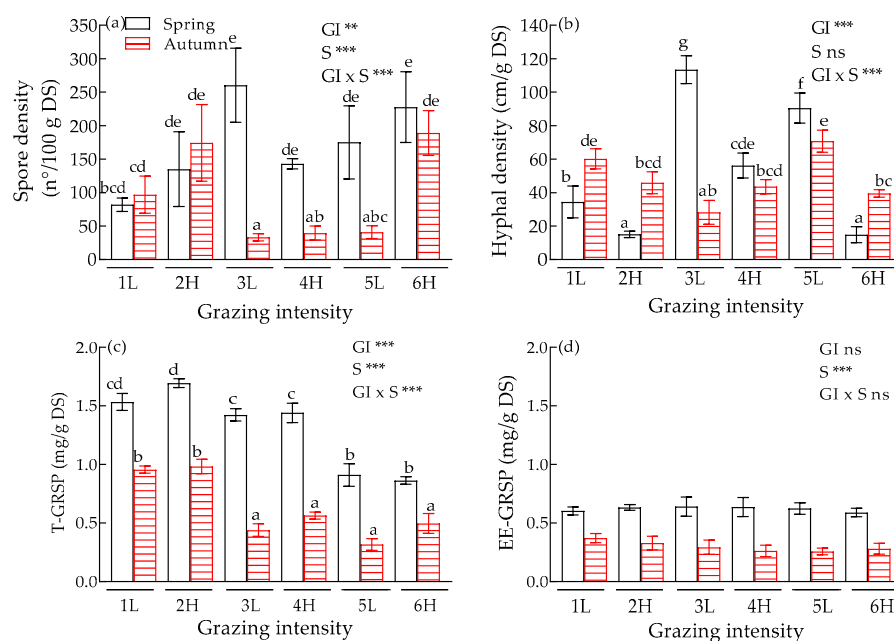 (a)
Spring
Autumn
GI **
S ***
GI x S ***
Spore density
(n°/100 g DS)
350
300
250
200
150
100
50
0
bcd
cd
de
de
e
a
de
ab
de
abc
e
de
1L
2H
3L
4H
5L
6H
Grazing intensity
(b)
GI ***
S ns
GI x S ***
Hyphal density (cm/g DS)
140
120
100
80
60
40
20
0
b
de
a
bcd
g
ab
cde
bcd
f
e
a
bc
1L
2H
3L
4H
5L
6H
Grazing intensity
(c)
GI ***
S ***
GI x S ***
T-GRSP (mg/g DS)
2.0
1.5
1.0
0.5
0.0
cd
b
d
b
c
a
c
a
b
a
b
a
1L
2H
3L
4H
5L
6H
Grazing intensity
(d)
GI ns
S ***
GI x S ns
EE-GRSP (mg/g DS)
2.0
1.5
1.0
0.5
0.0
1L
2H
3L
4H
5L
6H
Grazing intensity